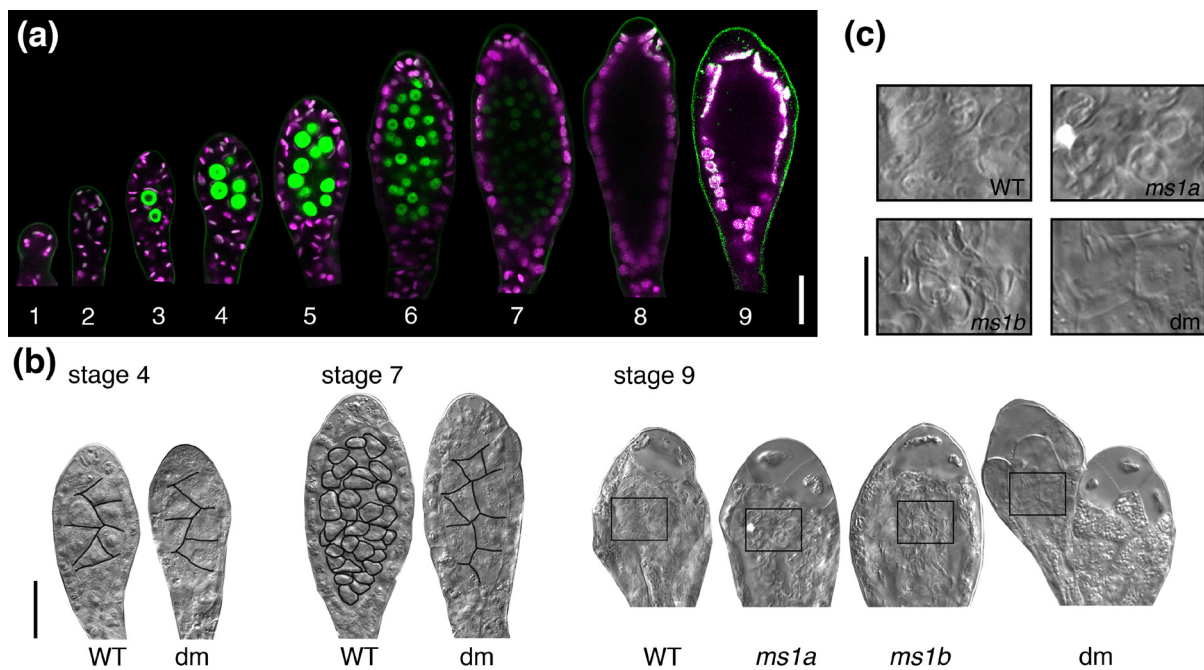 (a)
1 2 3 4 5 6 7 8 9
(c)
WT
ms1a
ms1b
dm
(b)
stage 4 stage 7 stage 9
WT dm WT dm WT ms1a ms1b dm